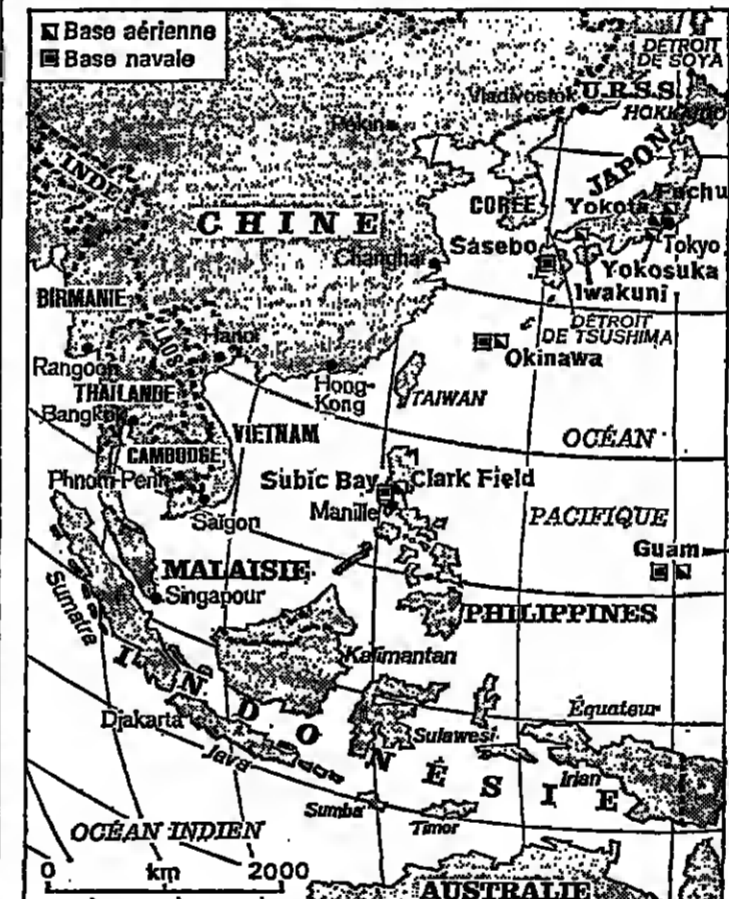 Base aérienne
Base navale
DÉTROIT
DE SOYA
Vladivostok
U.R.S.S.
HOKKAIDO
Pékin
INDE
JAPON
CORÉE
Fuchu
Yokota
CHINE
Sasebo
Tokyo
Changhaï
Yokosuka
Iwakuni
BIRMANIE
DÉTROIT
DE TSUSHIMA
LAOS
Hanoï
Okinawa
Rangoon
Hong-
Kong
TAIWAN
THAILANDE
Bangkok
VIETNAM
OCÉAN
CAMBODGE
Phnom-Penh
Subic Bay
Clark Field
Saïgon
Manille
PACIFIQUE
Guam
MALAISIE
Singapour
PHILIPPINES
Sumatra
Kalimantan
INDONÉSIE
Équateur
Djakarta
Sulawesi
Java
Irian
Sumba
Timor
OCÉAN INDIEN
0 km 2000
AUSTRALIE